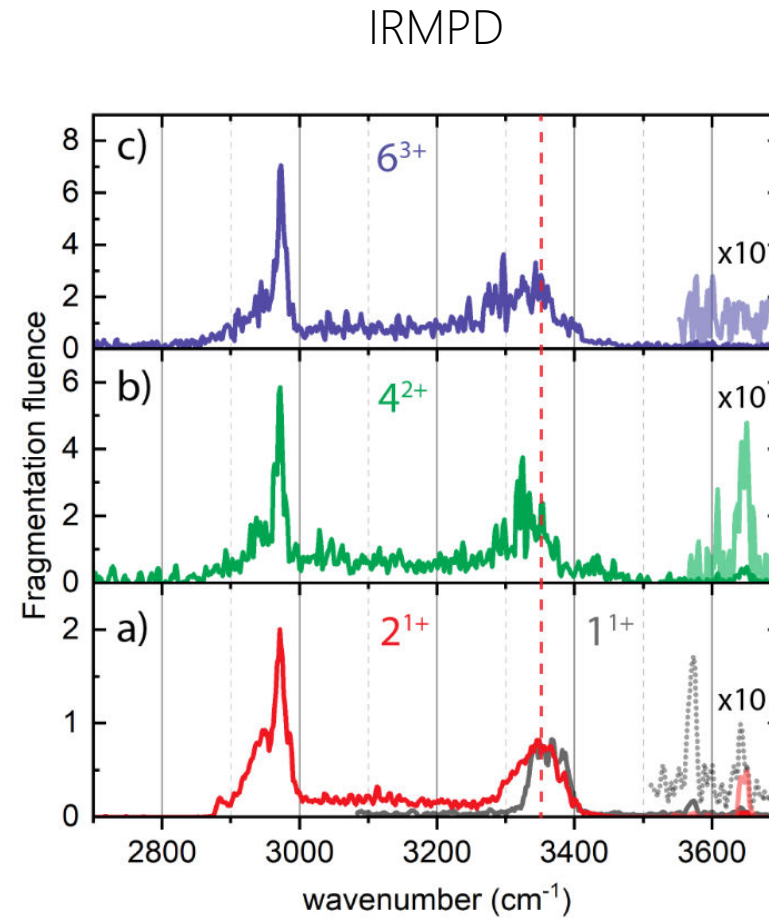 IRMPD
c)
6³⁺
x10
8
6
4
2
0
b)
4²⁺
x10
6
4
2
0
a)
2¹⁺
1¹⁺
x10
2
1
0
Fragmentation fluence
2800 3000 3200 3400 3600
wavenumber (cm⁻¹)